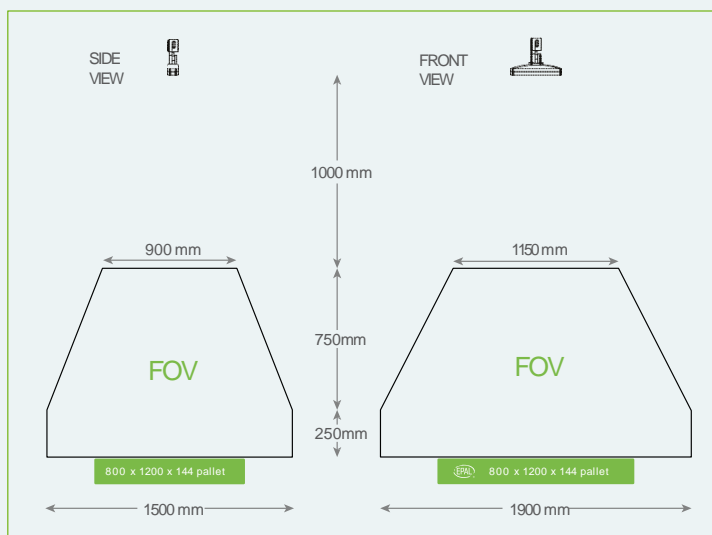 SIDE
VIEW
FRONT
VIEW
1000 mm
900 mm
1150 mm
750mm
FOV
FOV
250mm
800 x 1200 x 144 pallet
EPAL 800 x 1200 x 144 pallet
1500 mm
1900 mm